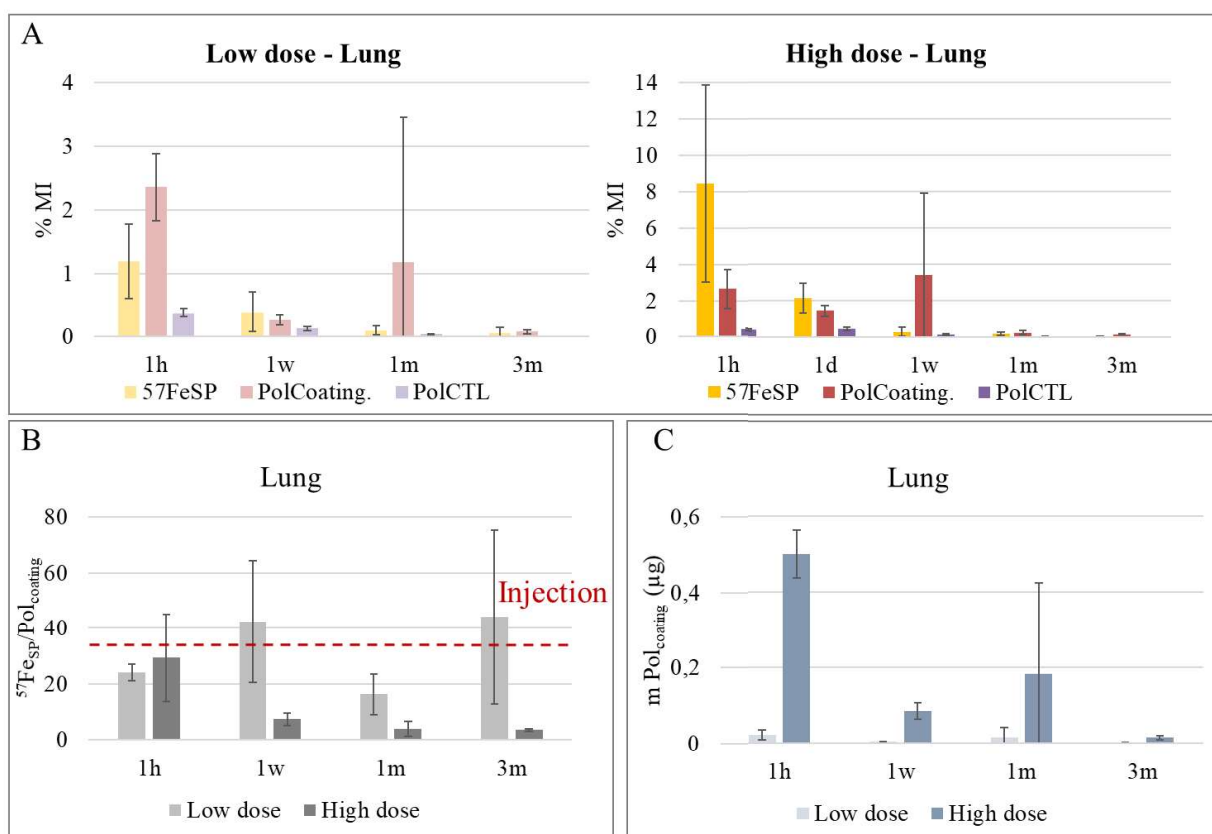 A
Low dose - Lung
% MI
4
3
2
1
0
1h 1w 1m 3m
57FeSP PolCoating. PolCTL
High dose - Lung
% MI
14
12
10
8
6
4
2
0
1h 1d 1w 1m 3m
57FeSP PolCoating. PolCTL
B
Lung
⁵⁷Fe_SP/Pol_coating
80
60
40
20
0
Injection
1h 1w 1m 3m
Low dose High dose
C
Lung
m Pol_coating (µg)
0,6
0,4
0,2
0
1h 1w 1m 3m
Low dose High dose